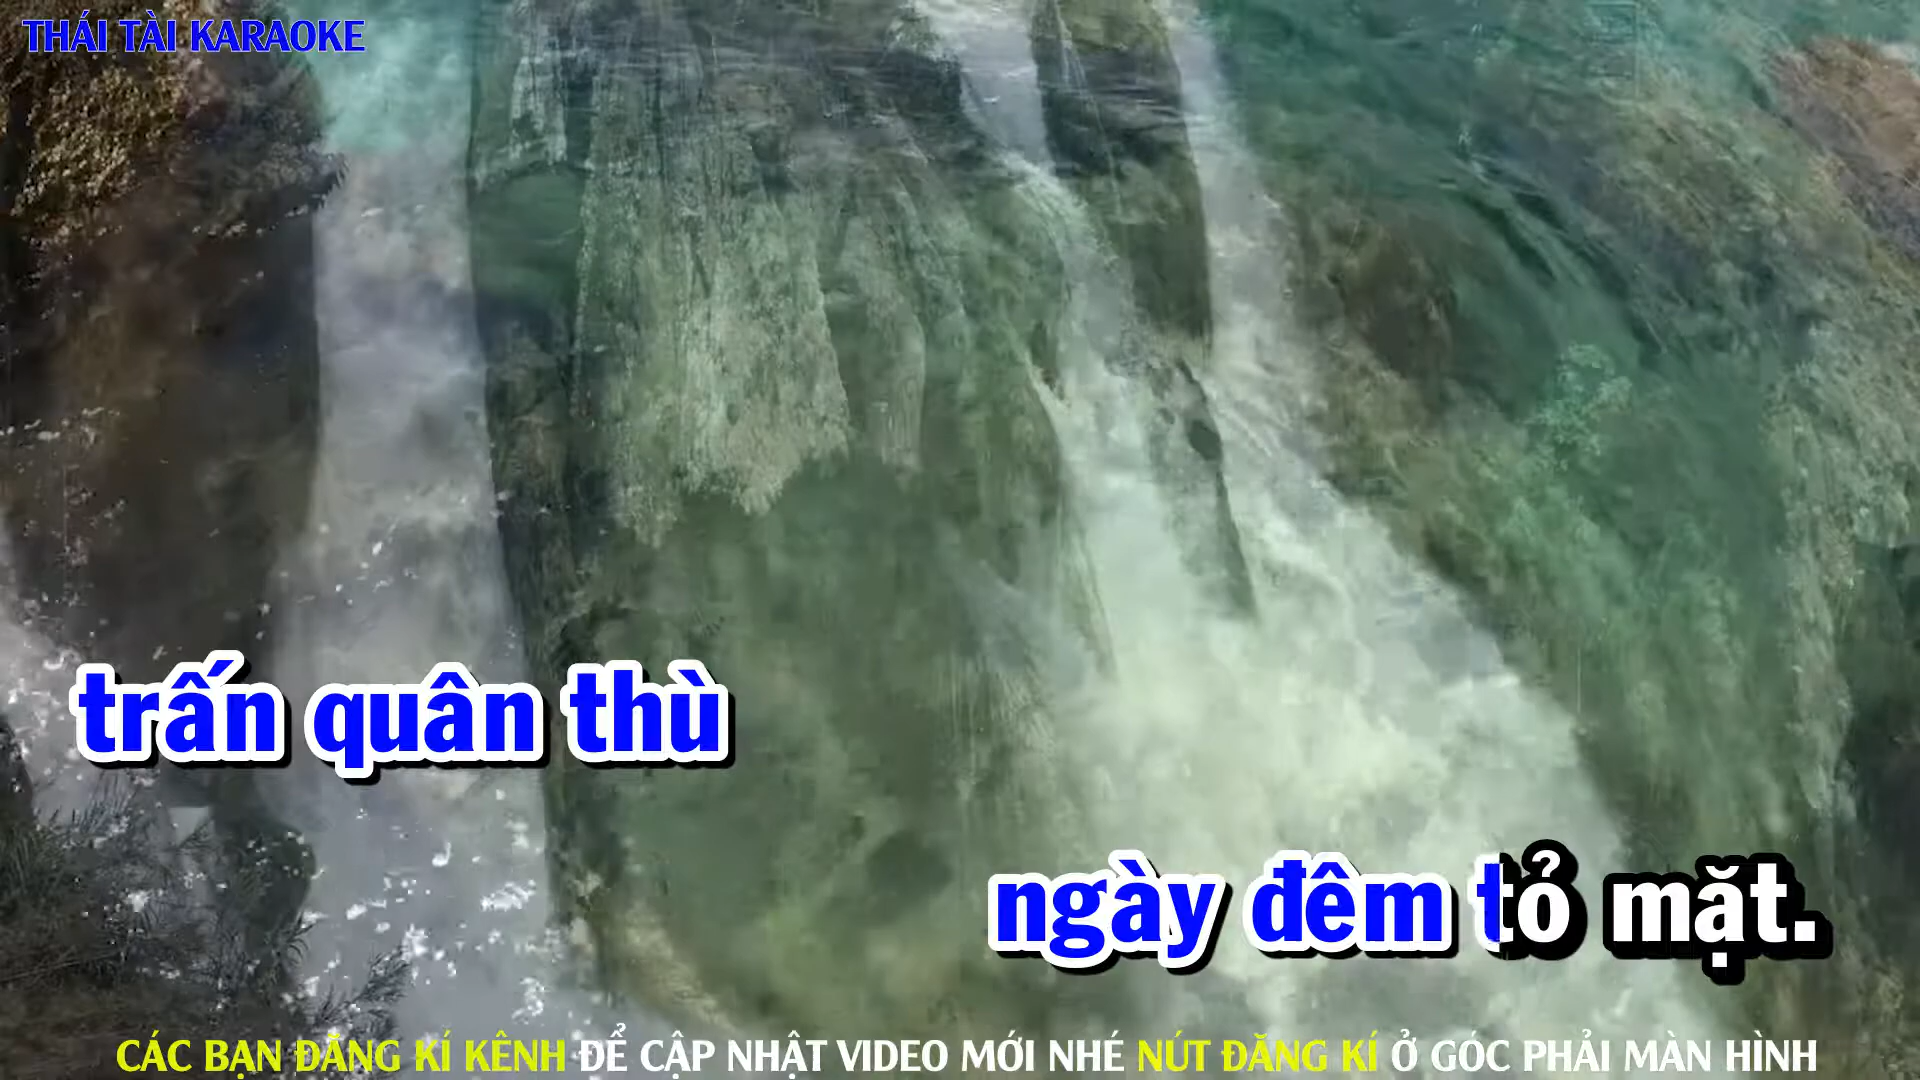 THÁI TÀI KARAOKE
trấn quân thù
ngày đêm tỏ mặt.
CÁC BẠN ĐĂNG KÍ KÊNH ĐỂ CẬP NHẬT VIDEO MỚI NHÉ NÚT ĐĂNG KÍ Ở GÓC PHẢI MÀN HÌNH